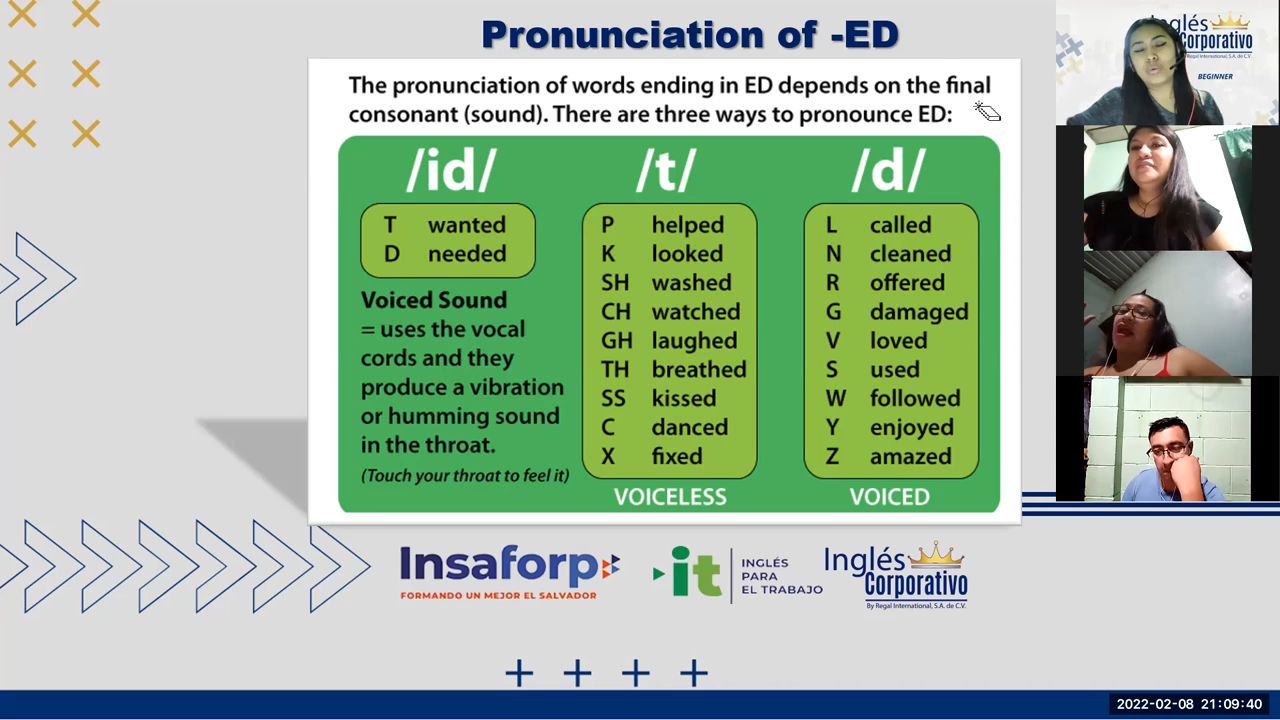 Pronunciation of -ED
The pronunciation of words ending in ED depends on the final
consonant (sound). There are three ways to pronounce ED:
/id/
T wanted
D needed
Voiced Sound
= uses the vocal
cords and they
produce a vibration
or humming sound
in the throat.
(Touch your throat to feel it)
/t/
P helped
K looked
SH washed
CH watched
GH laughed
TH breathed
SS kissed
C danced
X fixed
VOICELESS
/d/
L called
N cleaned
R offered
G damaged
V loved
S used
W followed
Y enjoyed
Z amazed
VOICED
Insaforp
FORMANDO UN MEJOR EL SALVADOR
it
INGLÉS
PARA
EL TRABAJO
Inglés
Corporativo
By Regal International, S.A. de C.V.
Inglés
Corporativo
By Regal International, S.A. de C.V.
BEGINNER
2022-02-08 21:09:40